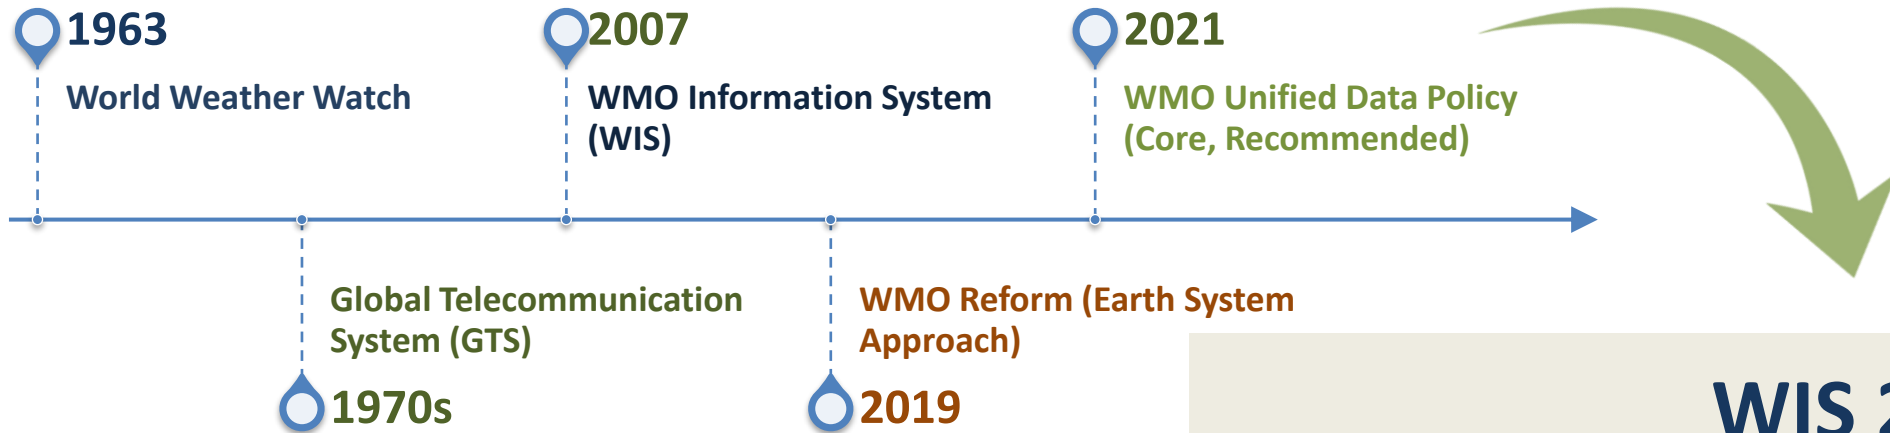 1963
World Weather Watch
2007
WMO Information System
(WIS)
2021
WMO Unified Data Policy
(Core, Recommended)
Global Telecommunication
System (GTS)
1970s
WMO Reform (Earth System
Approach)
2019
WIS 2